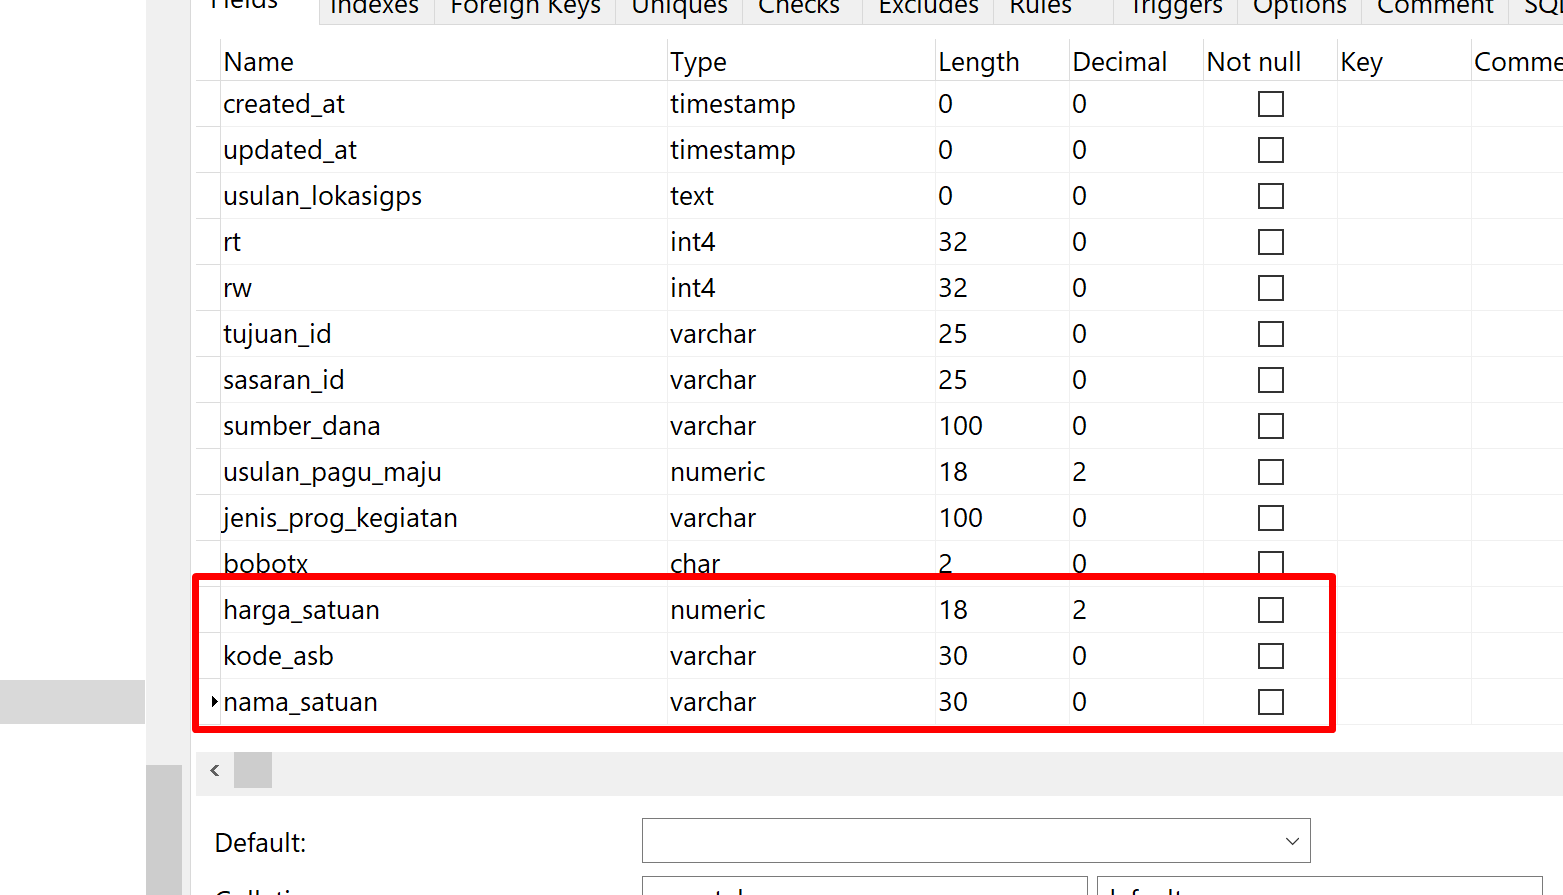 Fields Indexes Foreign Keys Uniques Checks Excludes Rules Triggers Options Comment
Name Type Length Decimal Not null Key Comme
created_at timestamp 0 0
updated_at timestamp 0 0
usulan_lokasigps text 0 0
rt int4 32 0
rw int4 32 0
tujuan_id varchar 25 0
sasaran_id varchar 25 0
sumber_dana varchar 100 0
usulan_pagu_maju numeric 18 2
jenis_prog_kegiatan varchar 100 0
bobotx char 2 0
harga_satuan numeric 18 2
kode_asb varchar 30 0
nama_satuan varchar 30 0
Default: